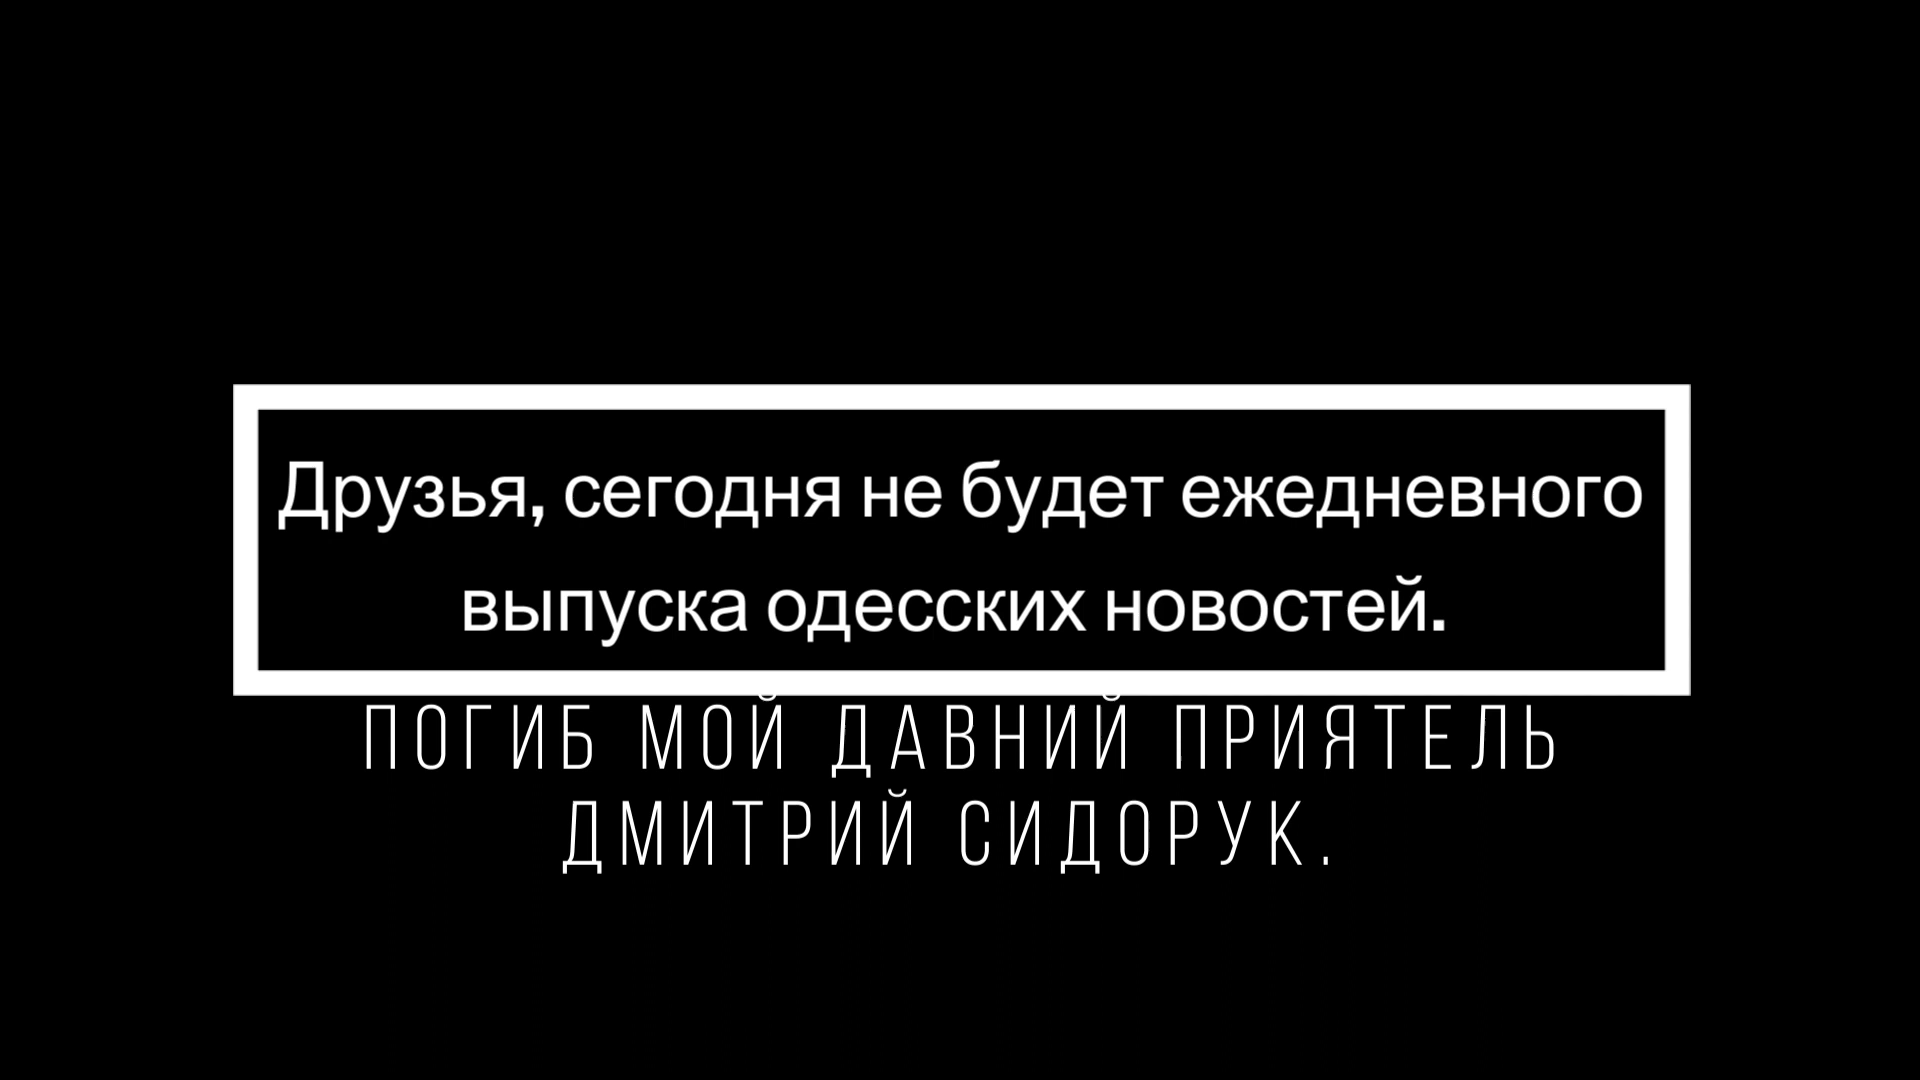 Друзья, сегодня не будет ежедневного
выпуска одесских новостей.
ПОГИБ МОЙ ДАВНИЙ ПРИЯТЕЛЬ
ДМИТРИЙ СИДОРУК.